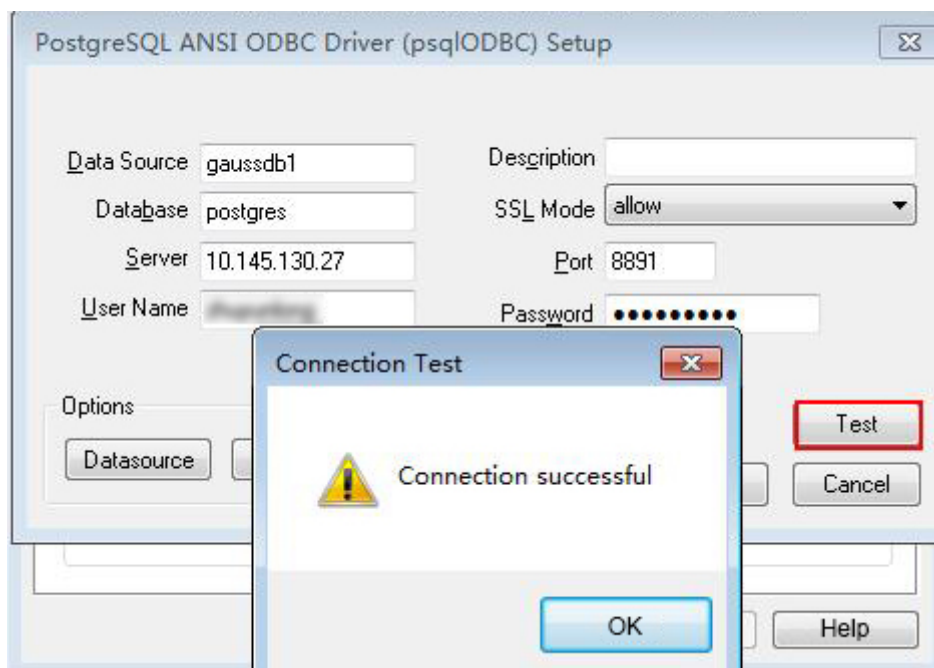 PostgreSQL ANSI ODBC Driver (psqlODBC) Setup
Data Source gaussdb1 Description
Database postgres SSL Mode allow
Server 10.145.130.27 Port 8891
User Name Password •••••••••
Connection Test
Options
Test
Datasource
Connection successful
Cancel
OK
Help